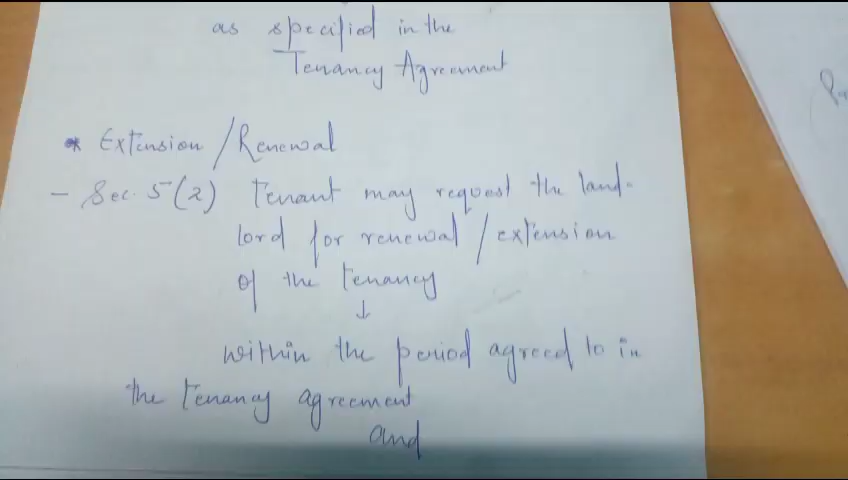 as specified in the
Tenancy Agreement
* Extension/Renewal
- Sec. 5(2) Tenant may request the land-
lord for renewal/extension
of the tenancy
↓
within the period agreed to in
the tenancy agreement
and